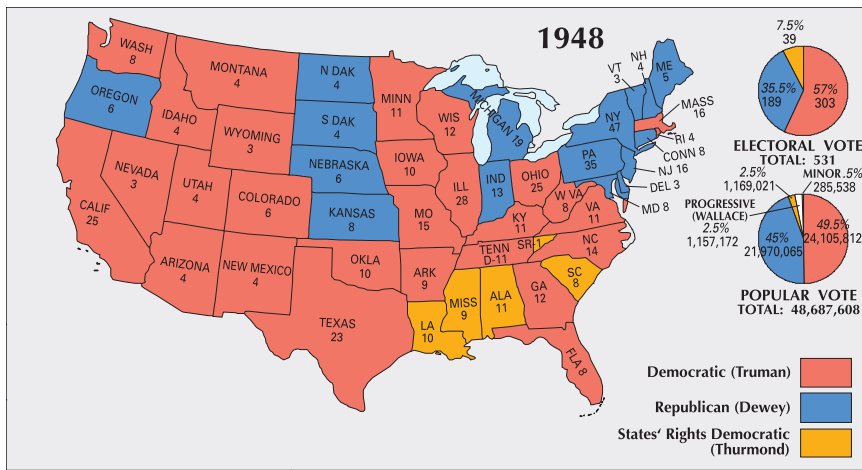 1948
WASH
8
OREGON
6
CALIF
25
NEVADA
3
IDAHO
4
MONTANA
4
WYOMING
3
UTAH
4
COLORADO
6
ARIZONA
4
NEW MEXICO
4
N DAK
4
S DAK
4
NEBRASKA
6
KANSAS
8
OKLA
10
TEXAS
23
MINN
11
IOWA
10
MO
15
ARK
9
LA
10
WIS
12
ILL
28
MICHIGAN 19
IND
13
OHIO
25
KY
11
TENN
D-11
SR-1
MISS
9
ALA
11
GA
12
FLA 8
SC
8
NC
14
VA
11
W VA
8
PA
35
NY
47
VT
3
NH
4
ME
5
MASS
16
RI 4
CONN 8
NJ 16
DEL 3
MD 8
7.5%
39
35.5%
189
57%
303
ELECTORAL VOTE
TOTAL: 531
2.5%
1,169,021
MINOR .5%
285,538
PROGRESSIVE
(WALLACE)
2.5%
1,157,172
45%
21,970,065
49.5%
24,105,812
POPULAR VOTE
TOTAL: 48,687,608
Democratic (Truman)
Republican (Dewey)
States‘ Rights Democratic
(Thurmond)